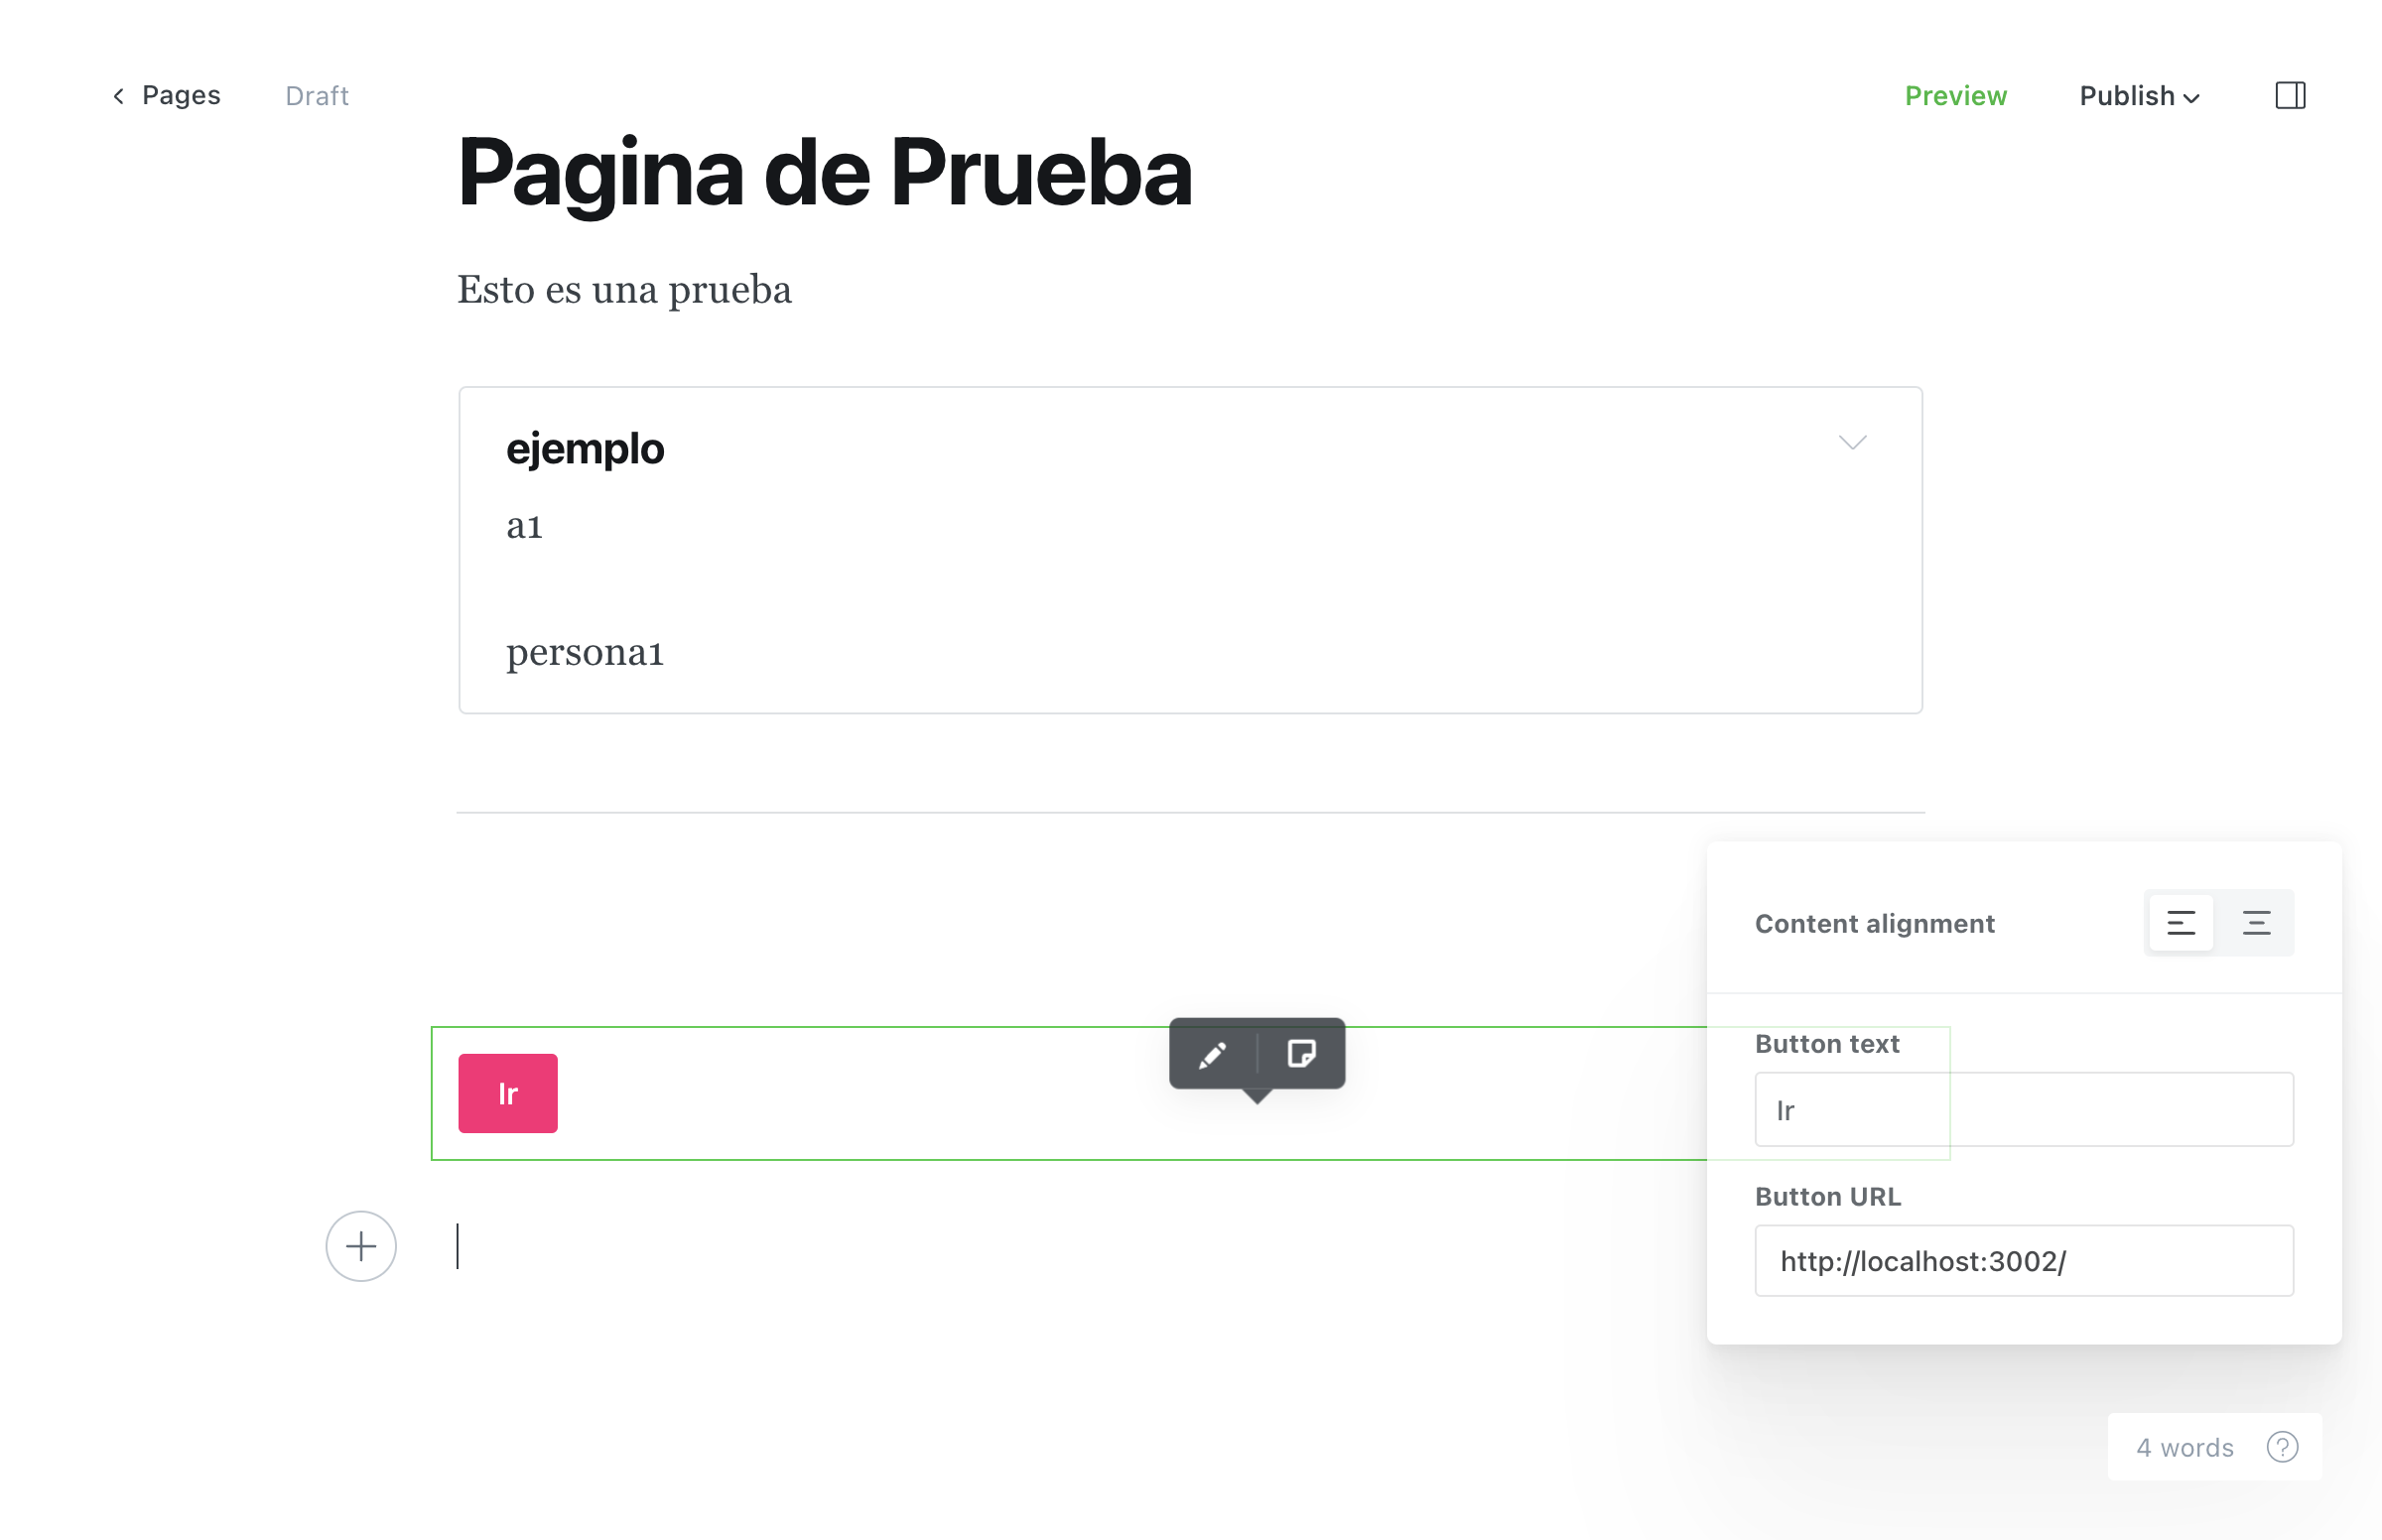 Pages
Draft
Preview
Publish
Pagina de Prueba
Esto es una prueba
ejemplo
a1
persona1
Content alignment
Ir
Button text
Ir
Button URL
http://localhost:3002/
4 words
?